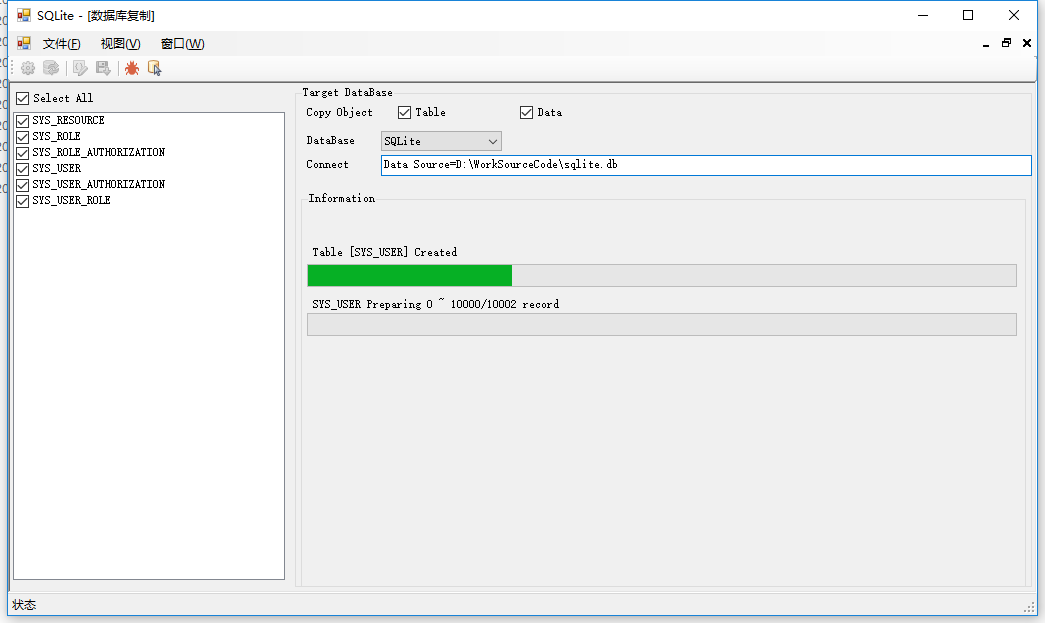 SQLite - [数据库复制]
文件(F) 视图(V) 窗口(W)
Select All
SYS_RESOURCE
SYS_ROLE
SYS_ROLE_AUTHORIZATION
SYS_USER
SYS_USER_AUTHORIZATION
SYS_USER_ROLE
Target DataBase
Copy Object Table Data
DataBase SQLite
Connect Data Source=D:\WorkSourceCode\sqlite.db
Information
Table [SYS_USER] Created
SYS_USER Preparing 0 ~ 10000/10002 record
状态